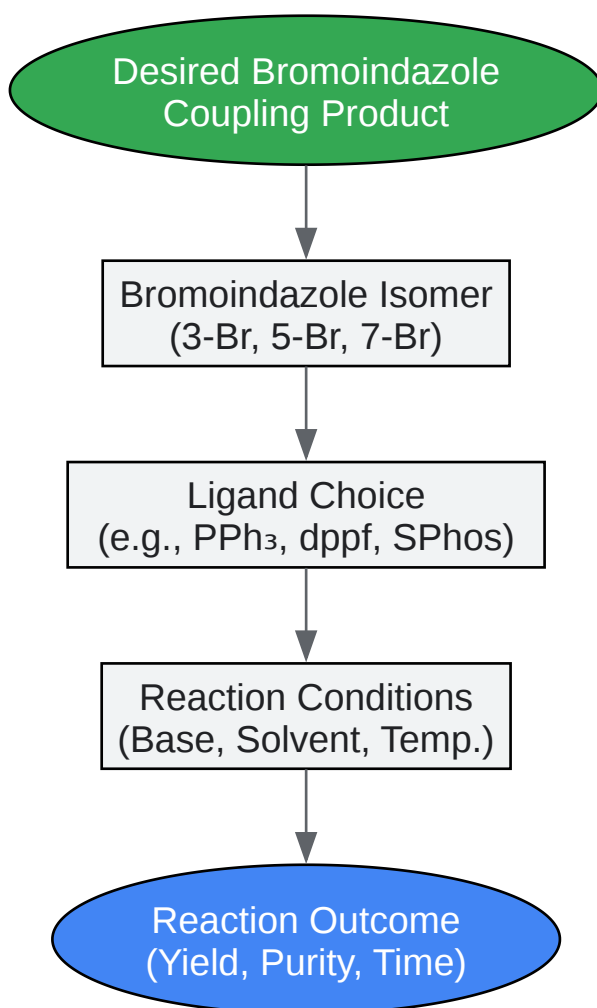 Desired Bromoindazole
Coupling Product
Bromoindazole Isomer
(3-Br, 5-Br, 7-Br)
Ligand Choice
(e.g., PPh₃, dppf, SPhos)
Reaction Conditions
(Base, Solvent, Temp.)
Reaction Outcome
(Yield, Purity, Time)